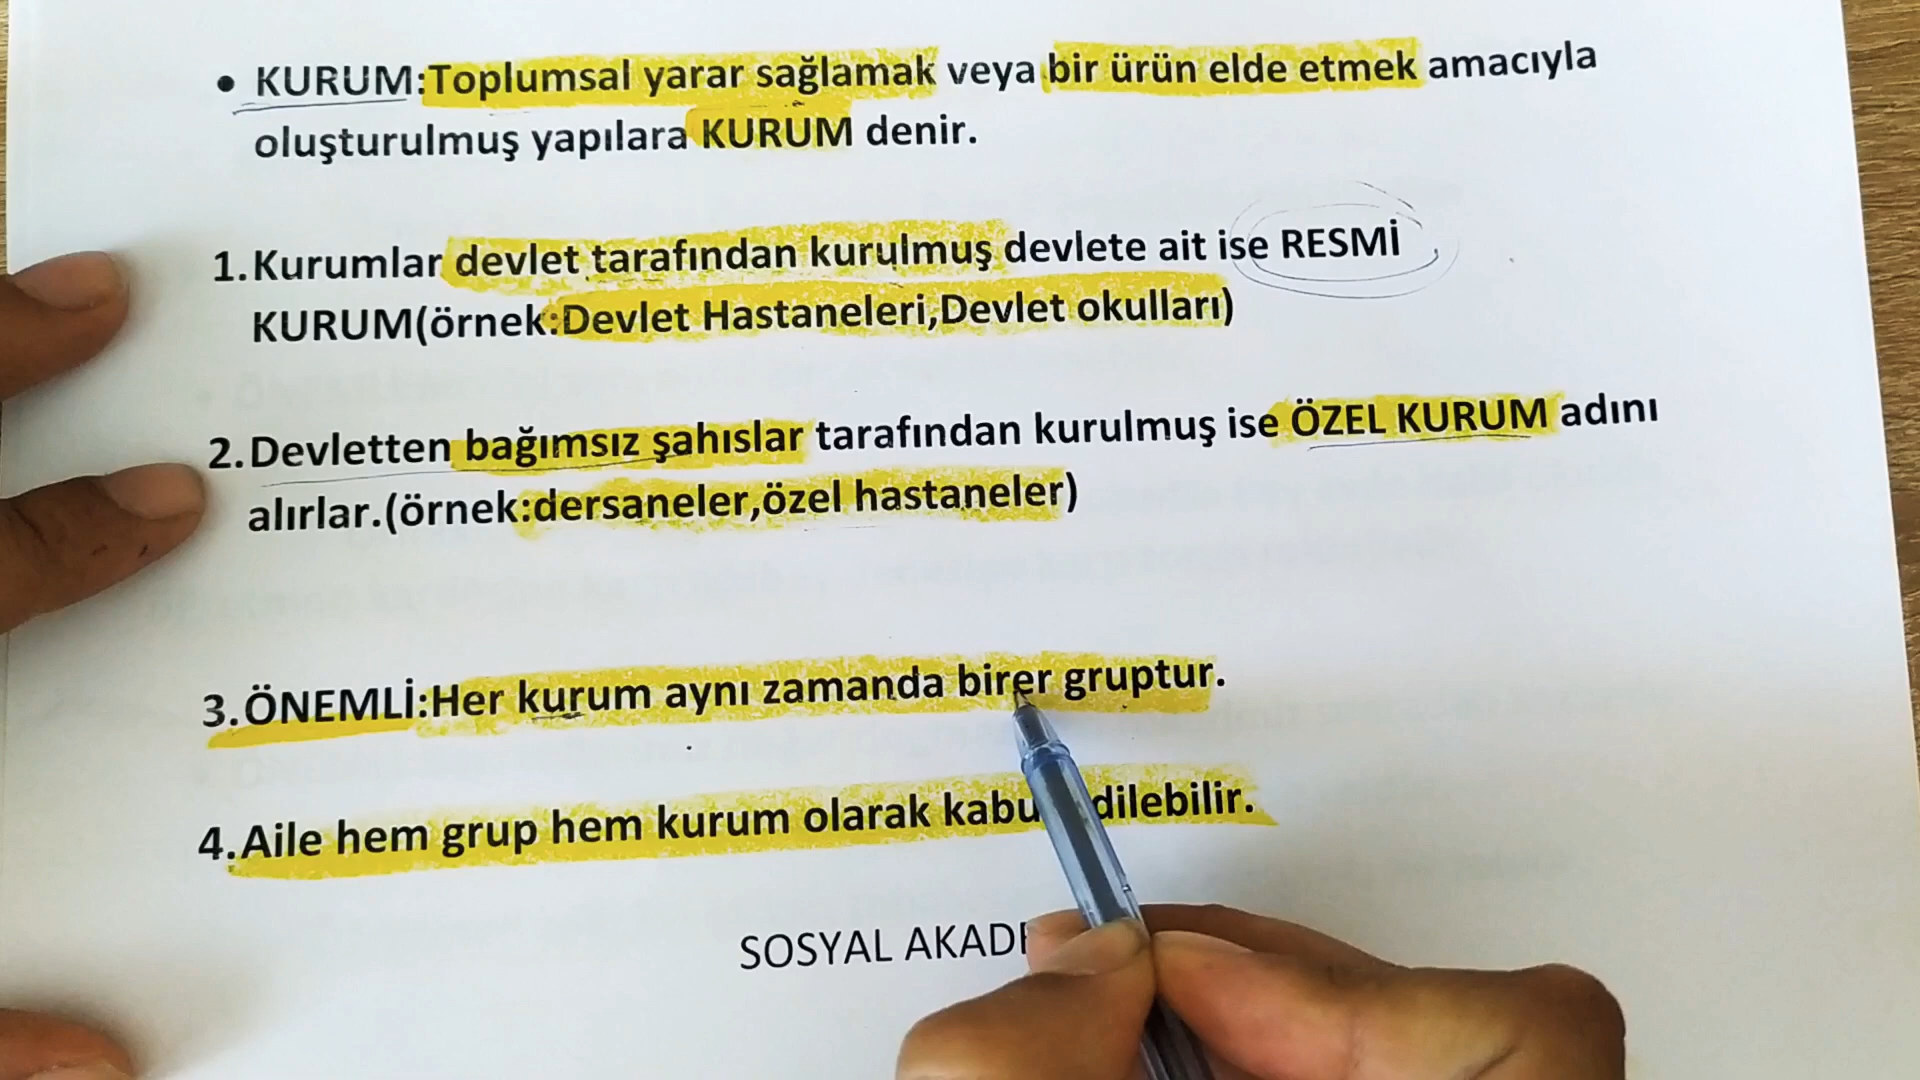 • KURUM:Toplumsal yarar sağlamak veya bir ürün elde etmek amacıyla
oluşturulmuş yapılara KURUM denir.
1.Kurumlar devlet tarafından kurulmuş devlete ait ise RESMİ
KURUM(örnek:Devlet Hastaneleri,Devlet okulları)
2.Devletten bağımsız şahıslar tarafından kurulmuş ise ÖZEL KURUM adını
alırlar.(örnek:dersaneler,özel hastaneler)
3.ÖNEMLİ:Her kurum aynı zamanda birer gruptur.
4.Aile hem grup hem kurum olarak
SOSYAL